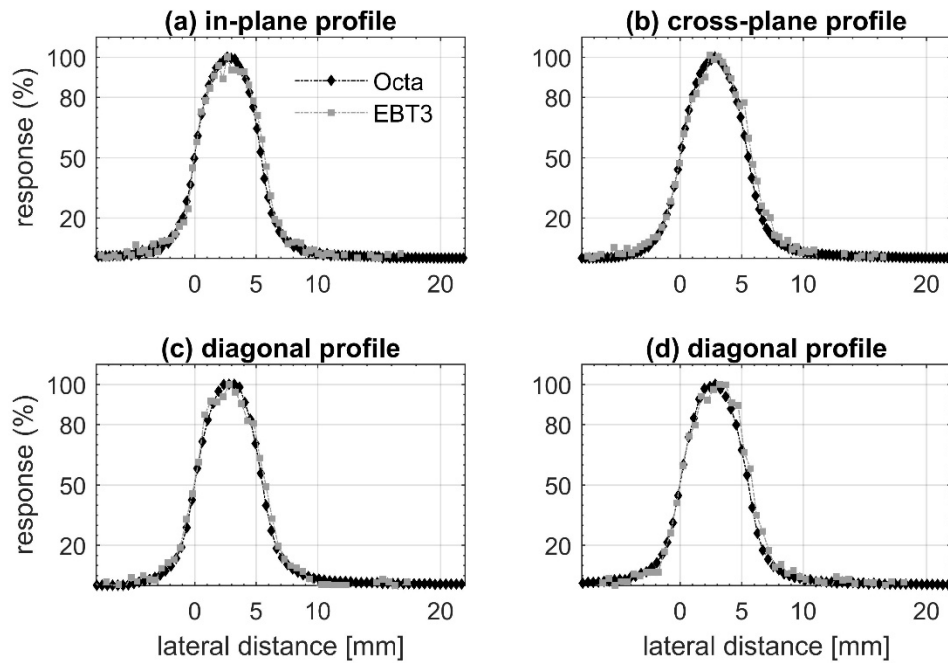 (a) in-plane profile
(b) cross-plane profile
response (%)
100
80
50
20
Octa
EBT3
0 5 10 20
100
80
50
20
0 5 10 20
(c) diagonal profile
(d) diagonal profile
response (%)
100
80
50
20
0 5 10 20
lateral distance [mm]
100
80
50
20
0 5 10 20
lateral distance [mm]